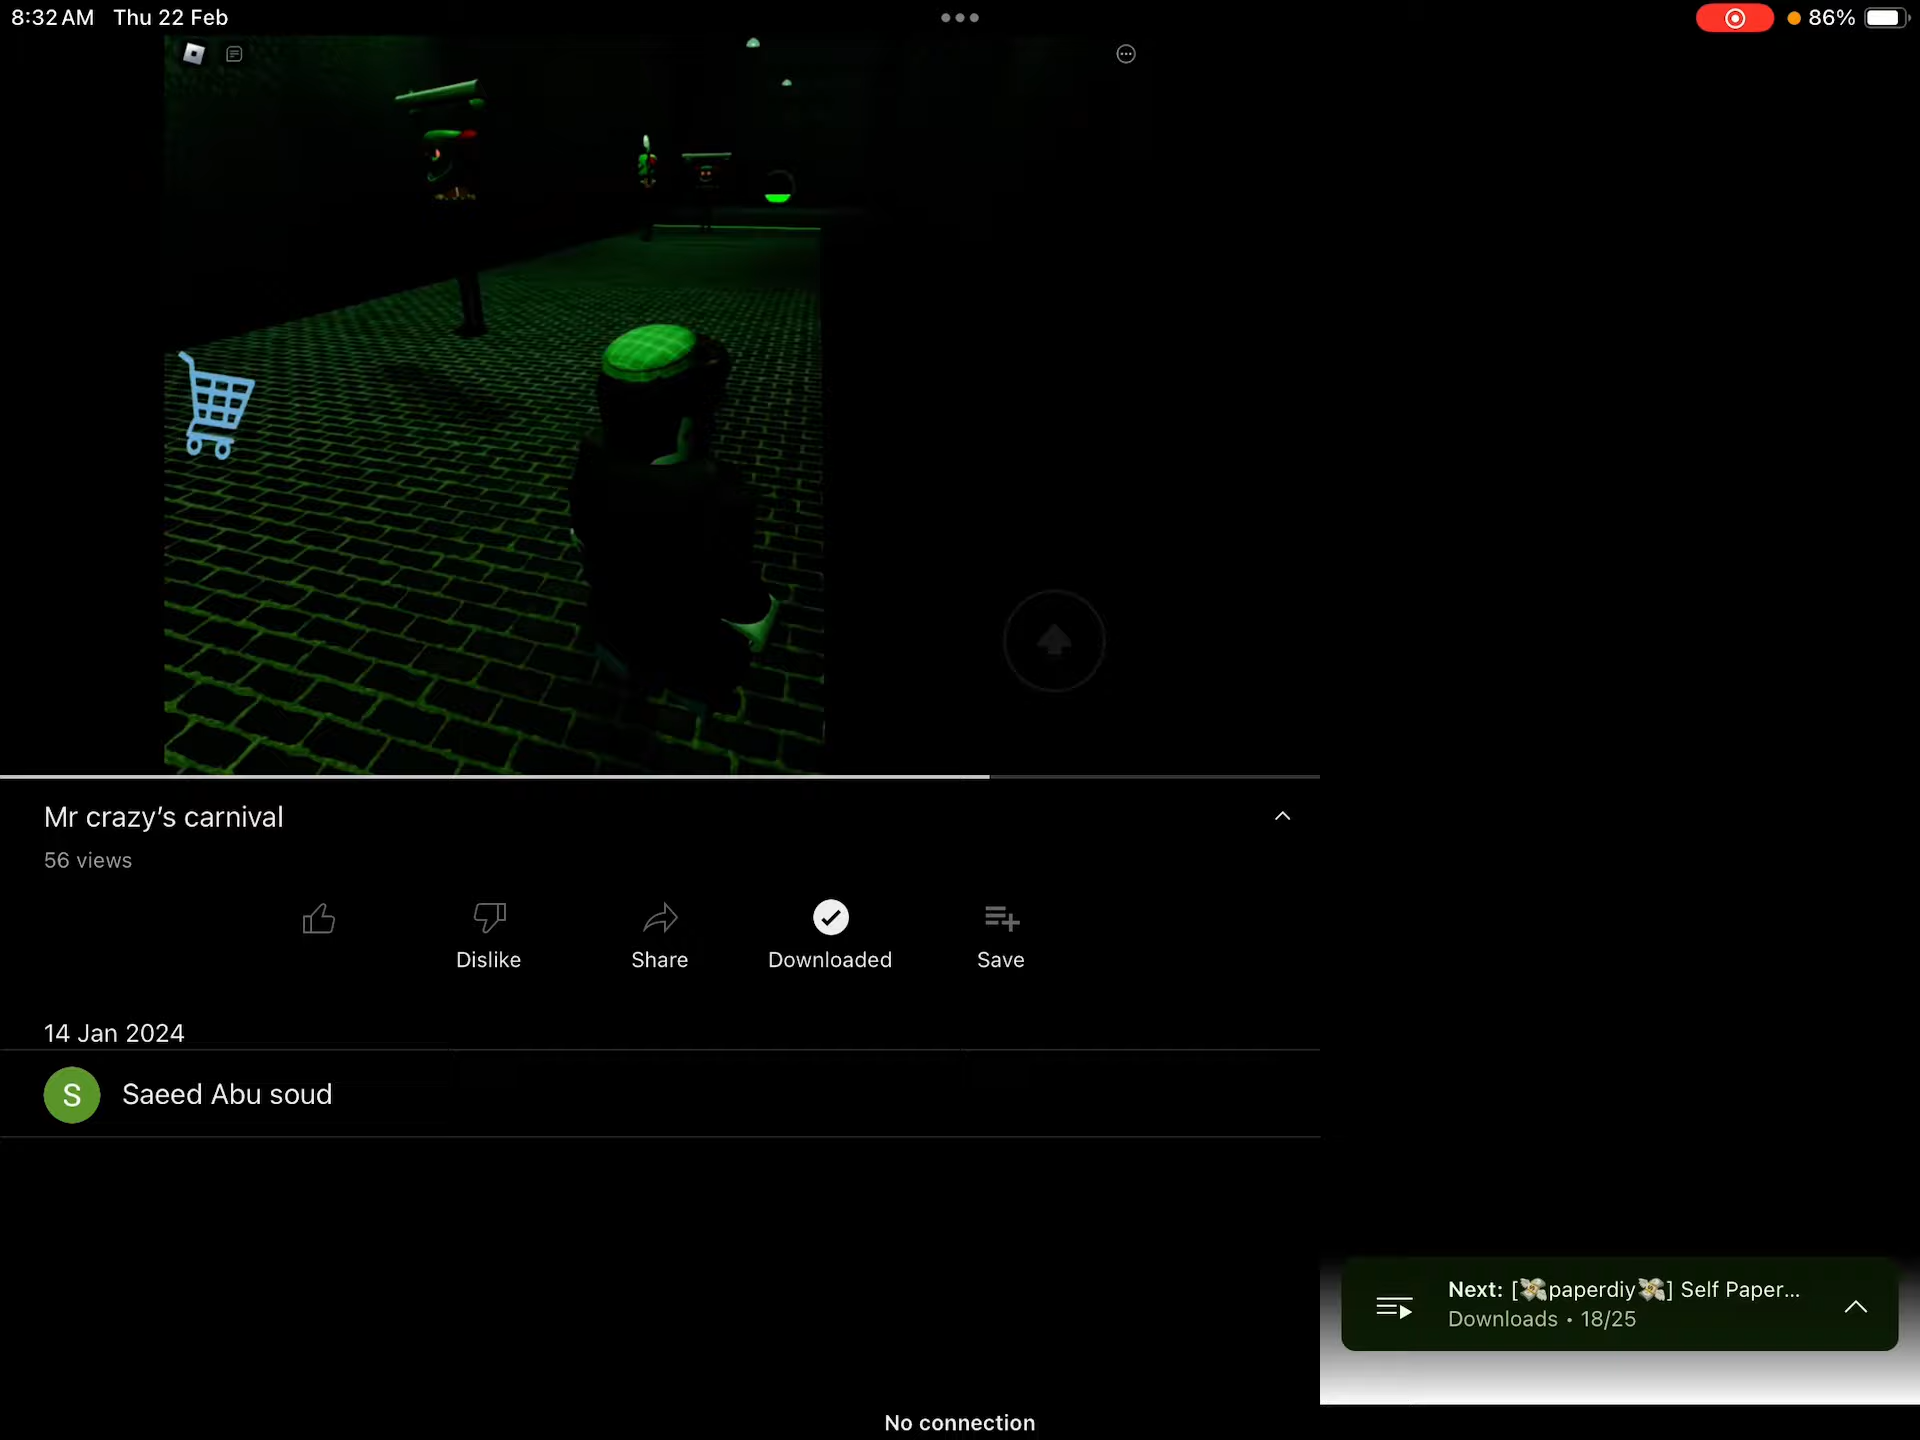 8:32 AM Thu 22 Feb
86%
Mr crazy’s carnival
56 views
Dislike
Share
Downloaded
Save
14 Jan 2024
S
Saeed Abu soud
Next: [💸paperdiy💸] Self Paper...
Downloads • 18/25
No connection